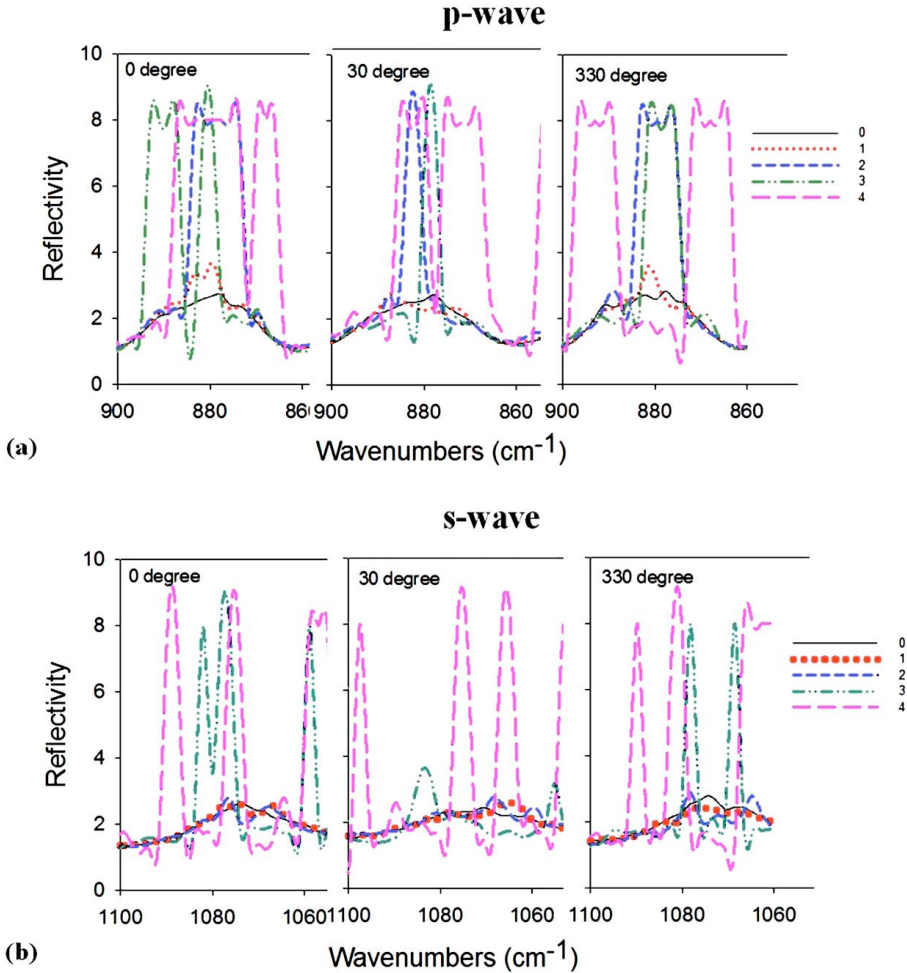 p-wave
0 degree
30 degree
330 degree
Reflectivity
10
8
6
4
2
0
0
1
2
3
4
900 880 860
900 880 860
900 880 860
(a)
Wavenumbers (cm-1)
s-wave
0 degree
30 degree
330 degree
Reflectivity
10
8
6
4
2
0
0
1
2
3
4
1100 1080 1060
1100 1080 1060
1100 1080 1060
(b)
Wavenumbers (cm-1)